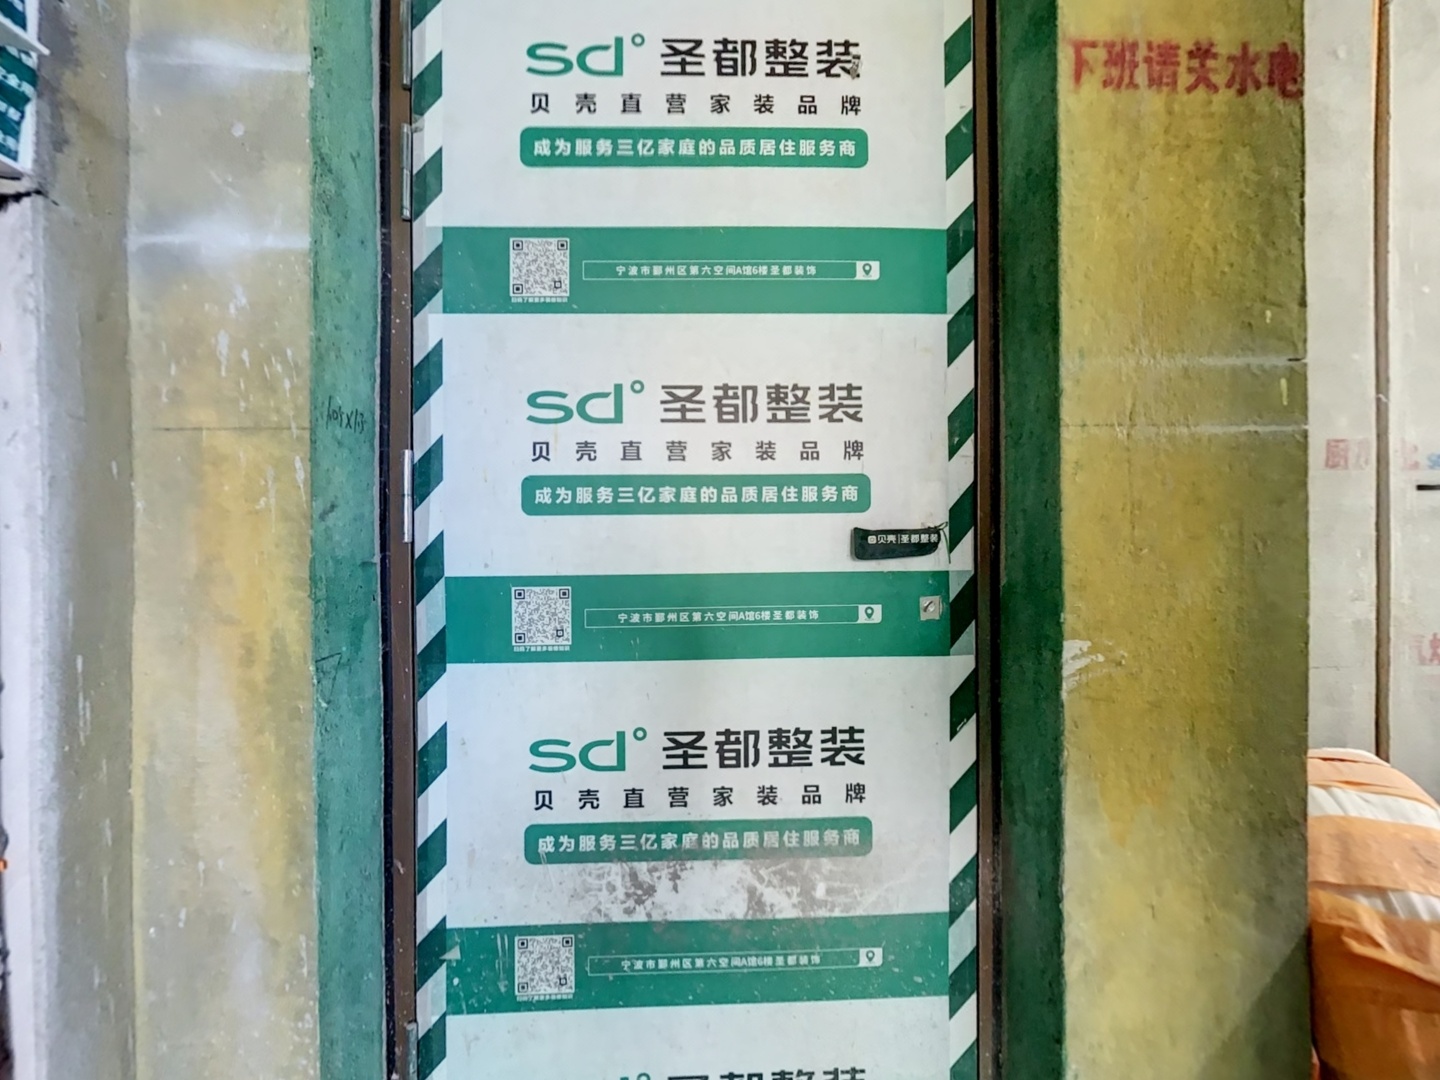 sd° 圣都整装
贝壳直营家装品牌
成为服务三亿家庭的品质居住服务商
下班请关水电
宁波市鄞州区第六空间A馆6楼圣都装饰
sd° 圣都整装
贝壳直营家装品牌
成为服务三亿家庭的品质居住服务商
贝壳|圣都整装
宁波市鄞州区第六空间A馆6楼圣都装饰
sd° 圣都整装
贝壳直营家装品牌
成为服务三亿家庭的品质居住服务商
宁波市鄞州区第六空间A馆6楼圣都装饰
圣都整装